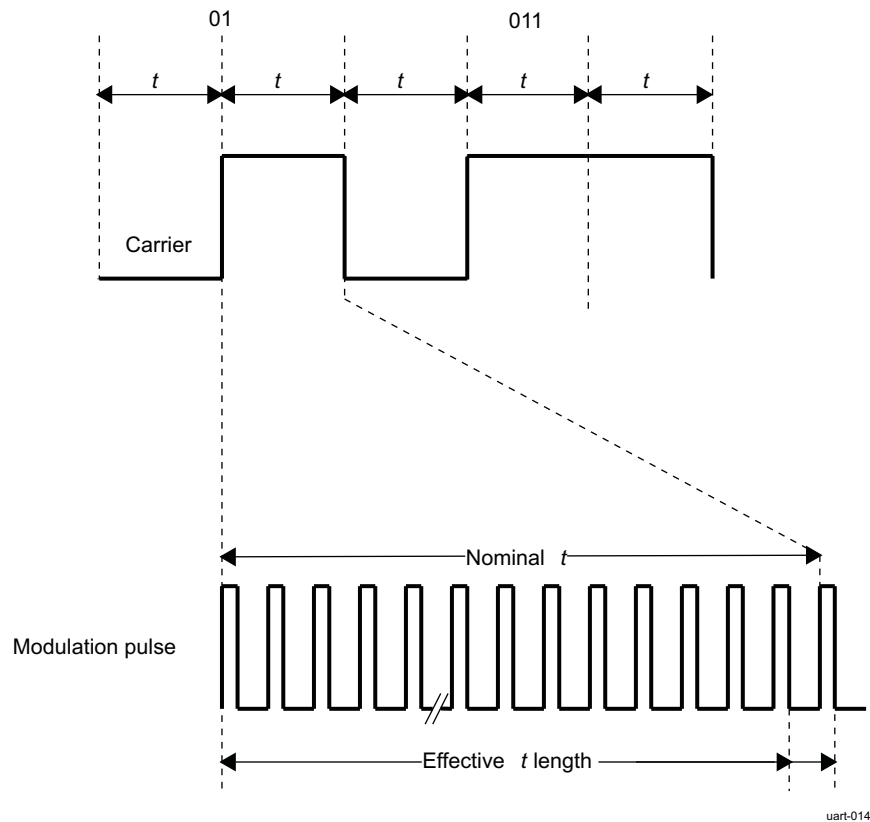 01 011
t t t t t
Carrier
Nominal t
Modulation pulse
Effective t length
uart-014